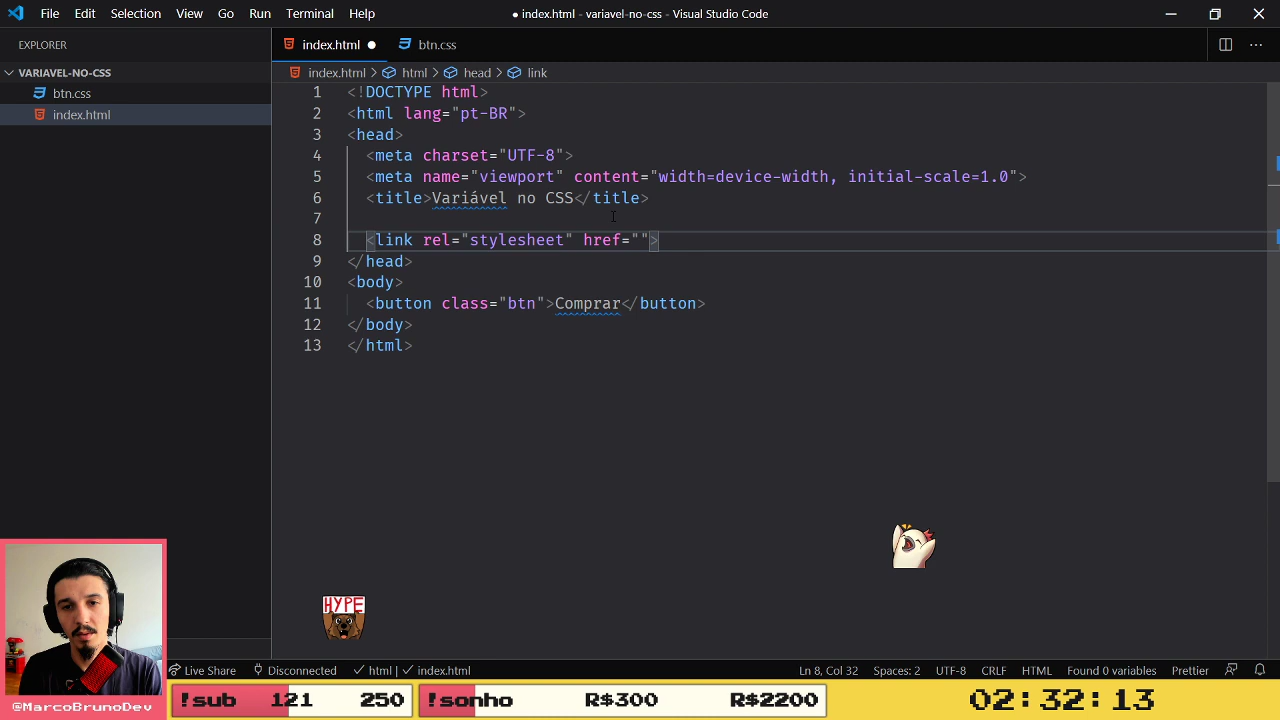 File Edit Selection View Go Run Terminal Help
● index.html - variavel-no-css - Visual Studio Code
EXPLORER
VARIAVEL-NO-CSS
btn.css
index.html
index.html ●
btn.css
index.html > html > head > link
1 <!DOCTYPE html>
2 <html lang="pt-BR">
3 <head>
4 <meta charset="UTF-8">
5 <meta name="viewport" content="width=device-width, initial-scale=1.0">
6 <title>Variável no CSS</title>
7
8 <link rel="stylesheet" href="">
9 </head>
10 <body>
11 <button class="btn">Comprar</button>
12 </body>
13 </html>
HYPE
@MarcoBrunoDev
Live Share Disconnected ✓ html | ✓ index.html
Ln 8, Col 32 Spaces: 2 UTF-8 CRLF HTML Found 0 variables Prettier
!sub 121 250
!sonho R$300 R$2200
02:32:13